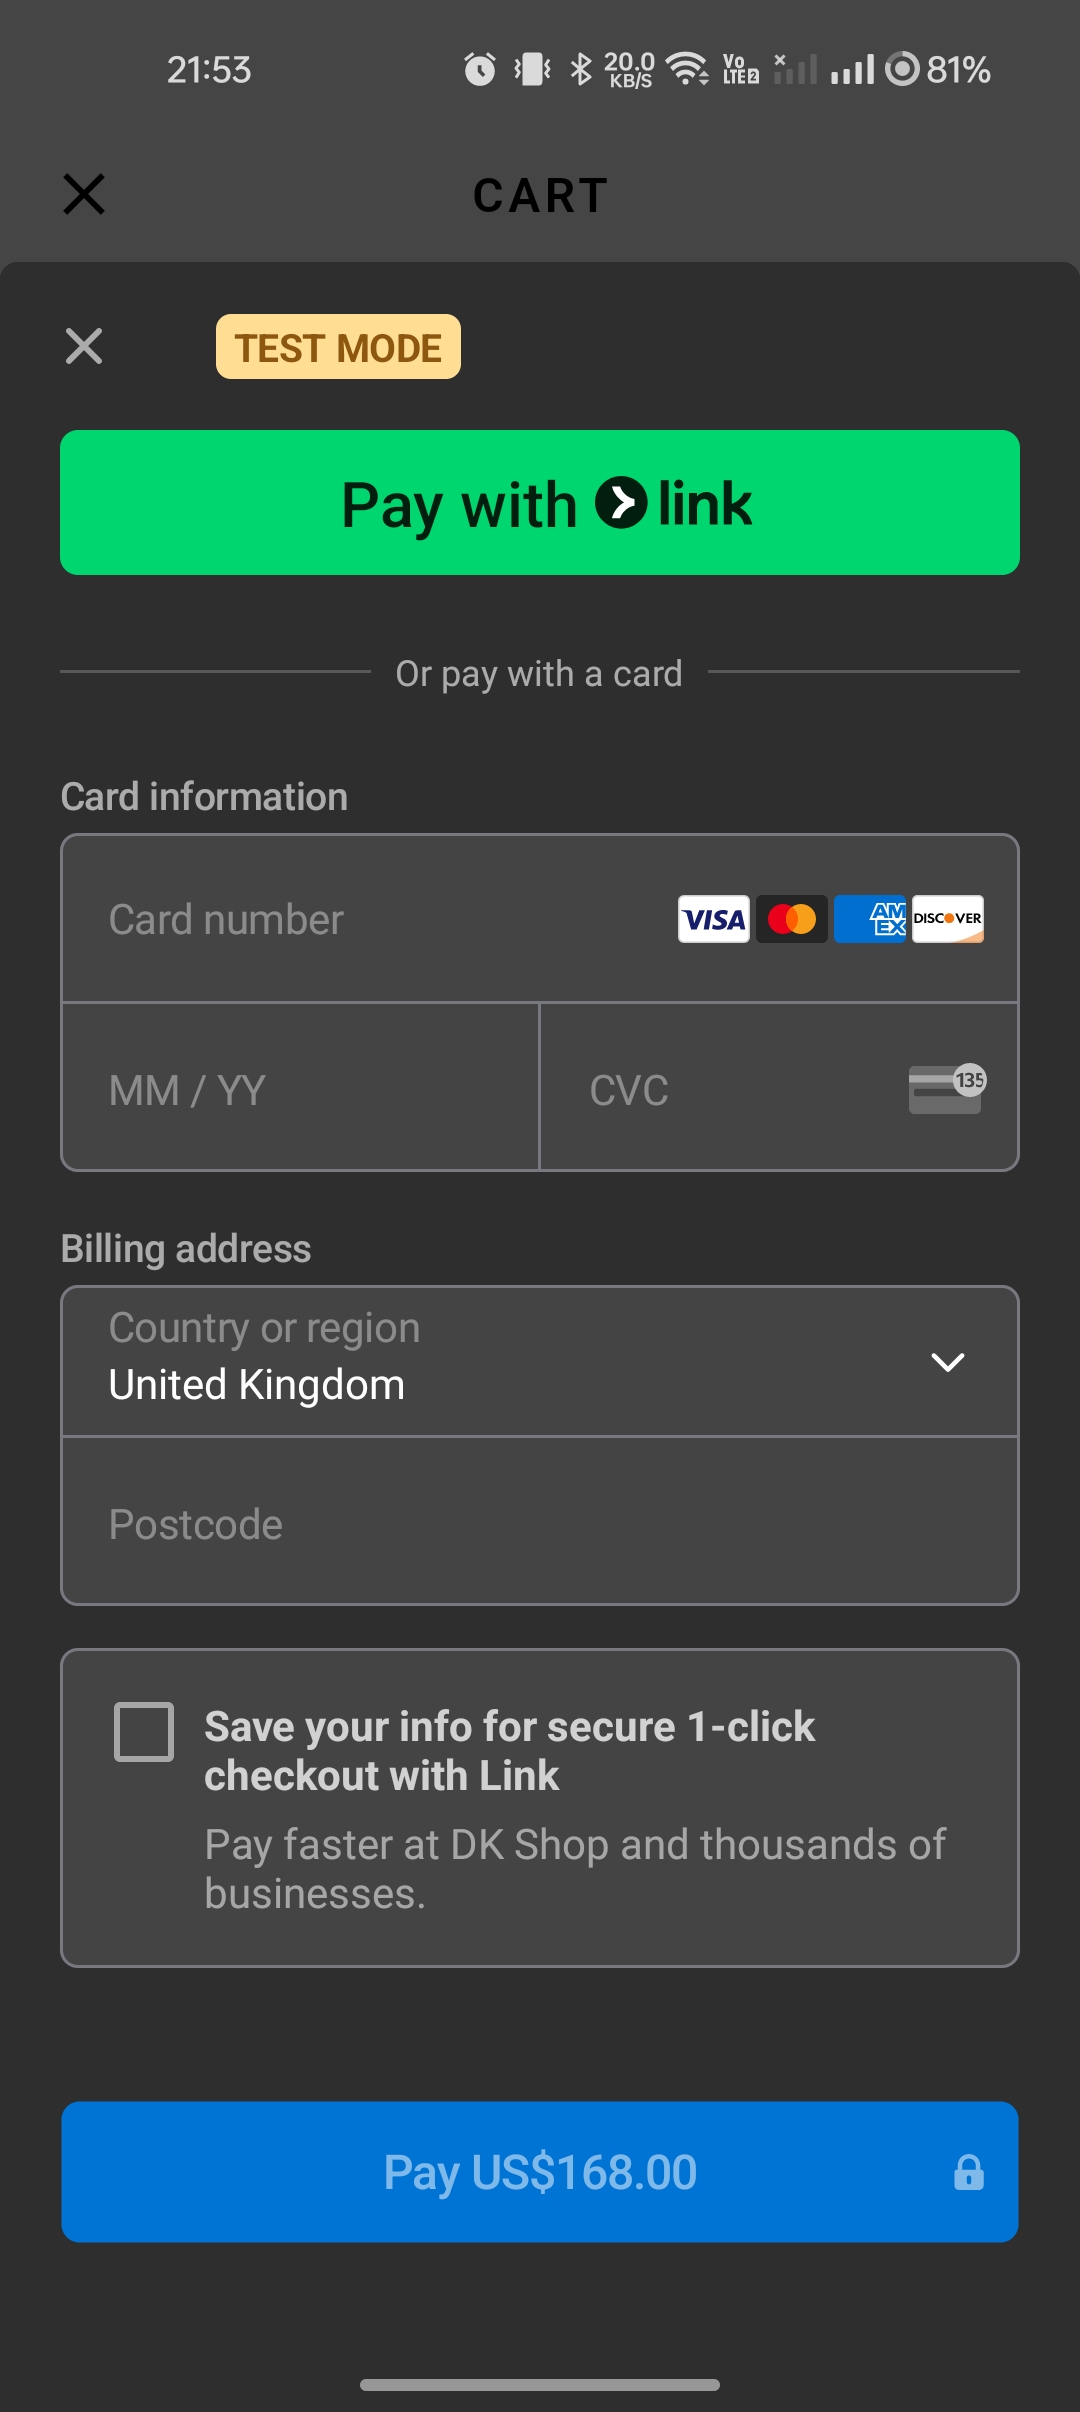 21:53 20.0 KB/S Vo LTE 2 81%
CART
TEST MODE
Pay with link
Or pay with a card
Card information
Card number VISA AM EX DISCOVER
MM / YY CVC 135
Billing address
Country or region
United Kingdom
Postcode
Save your info for secure 1-click
checkout with Link
Pay faster at DK Shop and thousands of
businesses.
Pay US$168.00